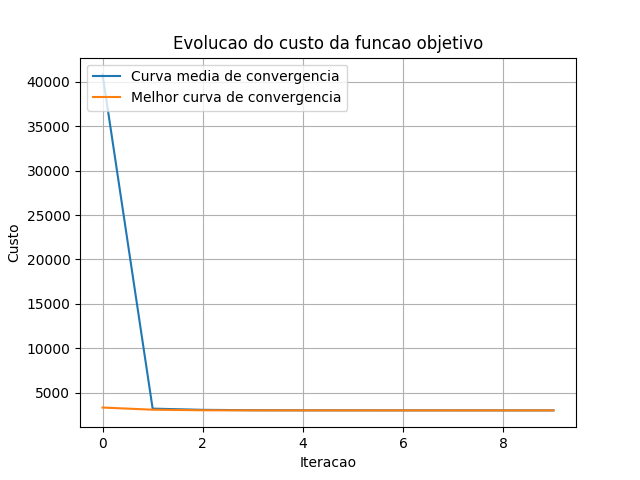 Evolucao do custo da funcao objetivo
Curva media de convergencia
Melhor curva de convergencia
40000
35000
30000
25000
20000
15000
10000
5000
Custo
0 2 4 6 8
Iteracao